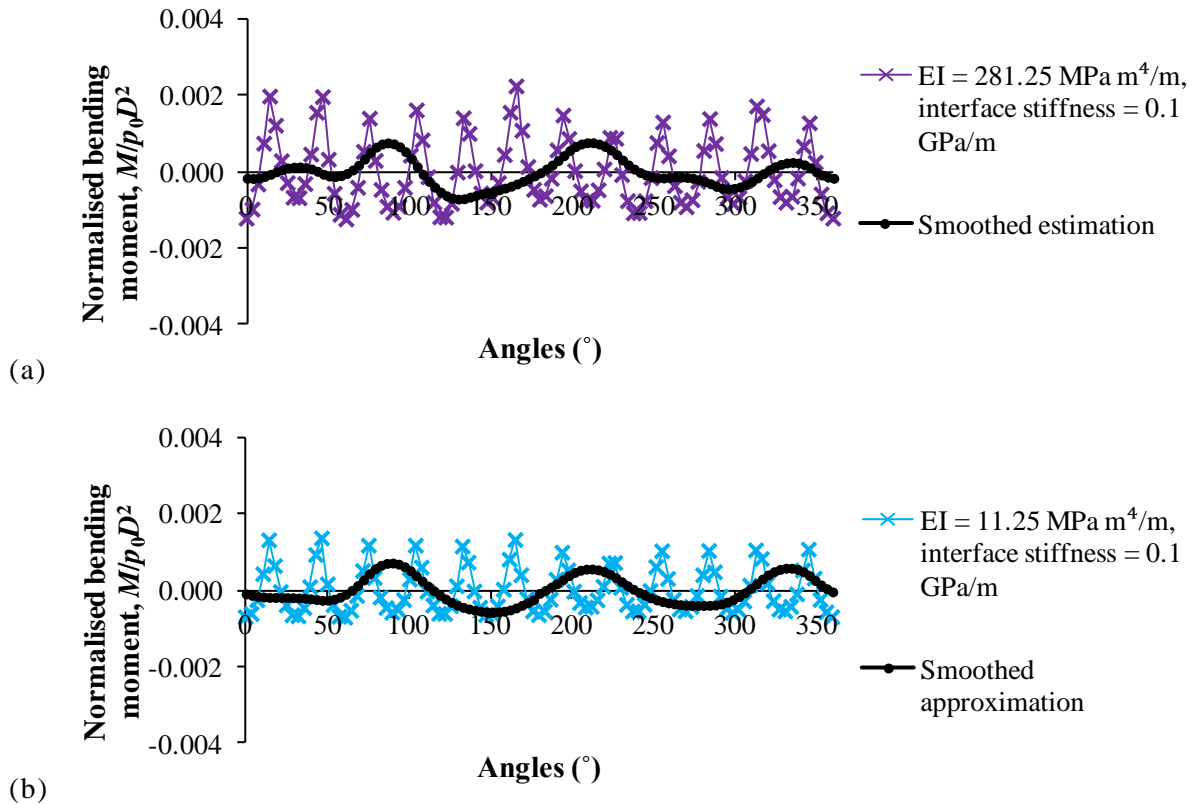 0.004
0.002
0.000
-0.002
-0.004
Normalised bending
moment, M/p₀D²
0 50 100 150 200 250 300 350
Angles (°)
EI = 281.25 MPa m⁴/m,
interface stiffness = 0.1
GPa/m
Smoothed estimation
(a)
0.004
0.002
0.000
-0.002
-0.004
Normalised bending
moment, M/p₀D²
0 50 100 150 200 250 300 350
Angles (°)
EI = 11.25 MPa m⁴/m,
interface stiffness = 0.1
GPa/m
Smoothed
approximation
(b)